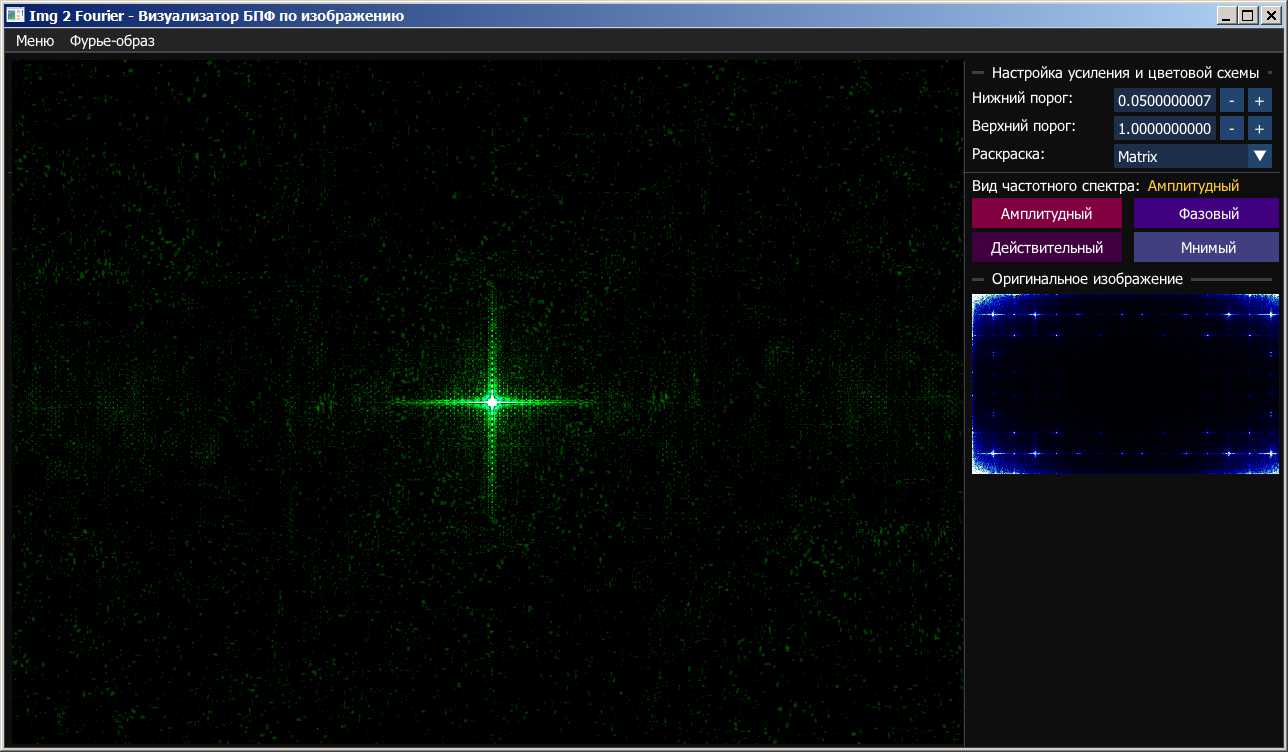 Img 2 Fourier - Визуализатор БПФ по изображению
Меню Фурье-образ
Настройка усиления и цветовой схемы
Нижний порог: 0.0500000007 - +
Верхний порог: 1.0000000000 - +
Раскраска: Matrix
Вид частотного спектра: Амплитудный
Амплитудный Фазовый
Действительный Мнимый
Оригинальное изображение